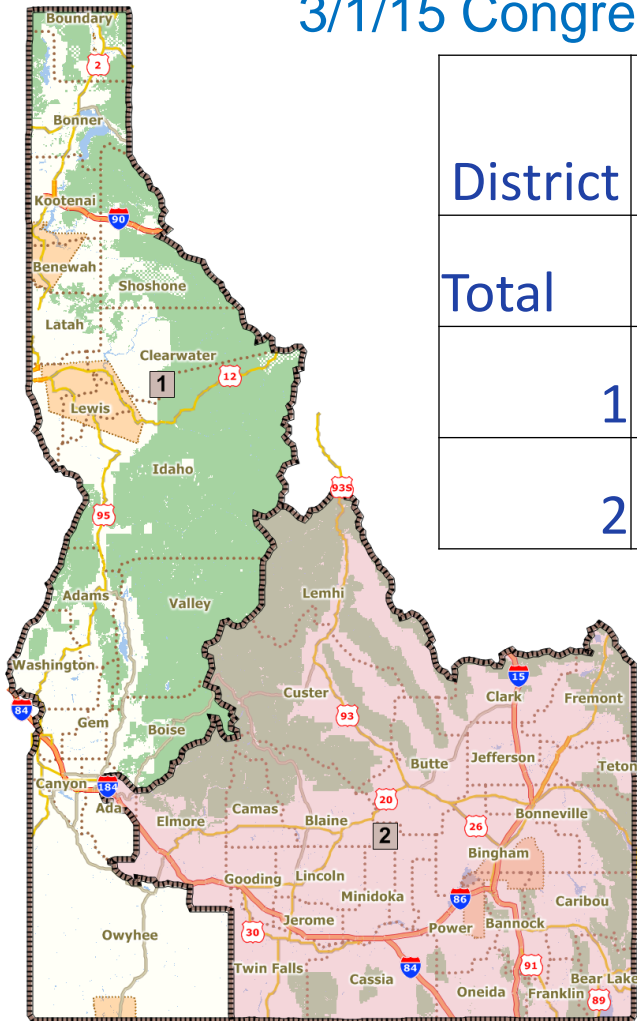 3/1/15 Congre
District
Total
1
2
Boundary
2
Bonner
Kootenai
90
Benewah
Shoshone
Latah
Clearwater
12
1
Lewis
Idaho
93S
95
Lemhi
Adams
Valley
Washington
15
Custer
Clark
Fremont
84
93
Gem
Boise
Butte
Jefferson
Teton
Canyon
184
Ada
20
Camas
Bonneville
Elmore
Blaine
26
2
Bingham
Gooding
Lincoln
Minidoka
86
Caribou
Jerome
Power
Bannock
30
Owyhee
Twin Falls
84
91
Cassia
Bear Lake
Oneida
Franklin
89